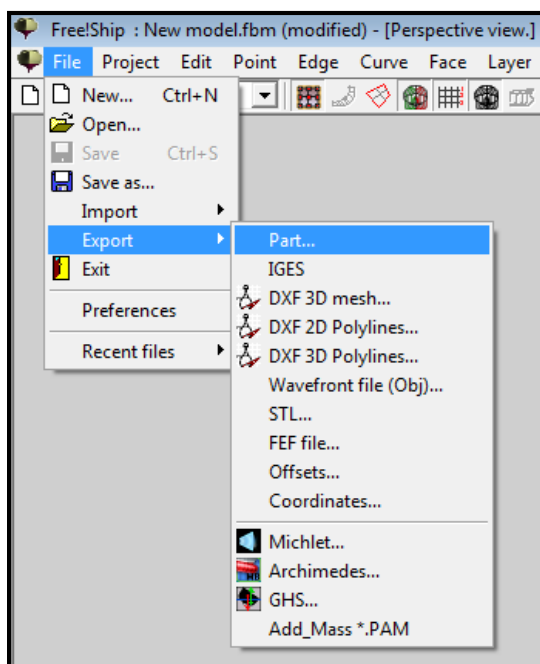 Free!Ship : New model.fbm (modified) - [Perspective view.]
File Project Edit Point Edge Curve Face Layer
New... Ctrl+N
Open...
Save Ctrl+S
Save as...
Import
Export
Exit
Preferences
Recent files
Part...
IGES
DXF 3D mesh...
DXF 2D Polylines...
DXF 3D Polylines...
Wavefront file (Obj)...
STL...
FEF file...
Offsets...
Coordinates...
Michlet...
Archimedes...
GHS...
Add_Mass *.PAM